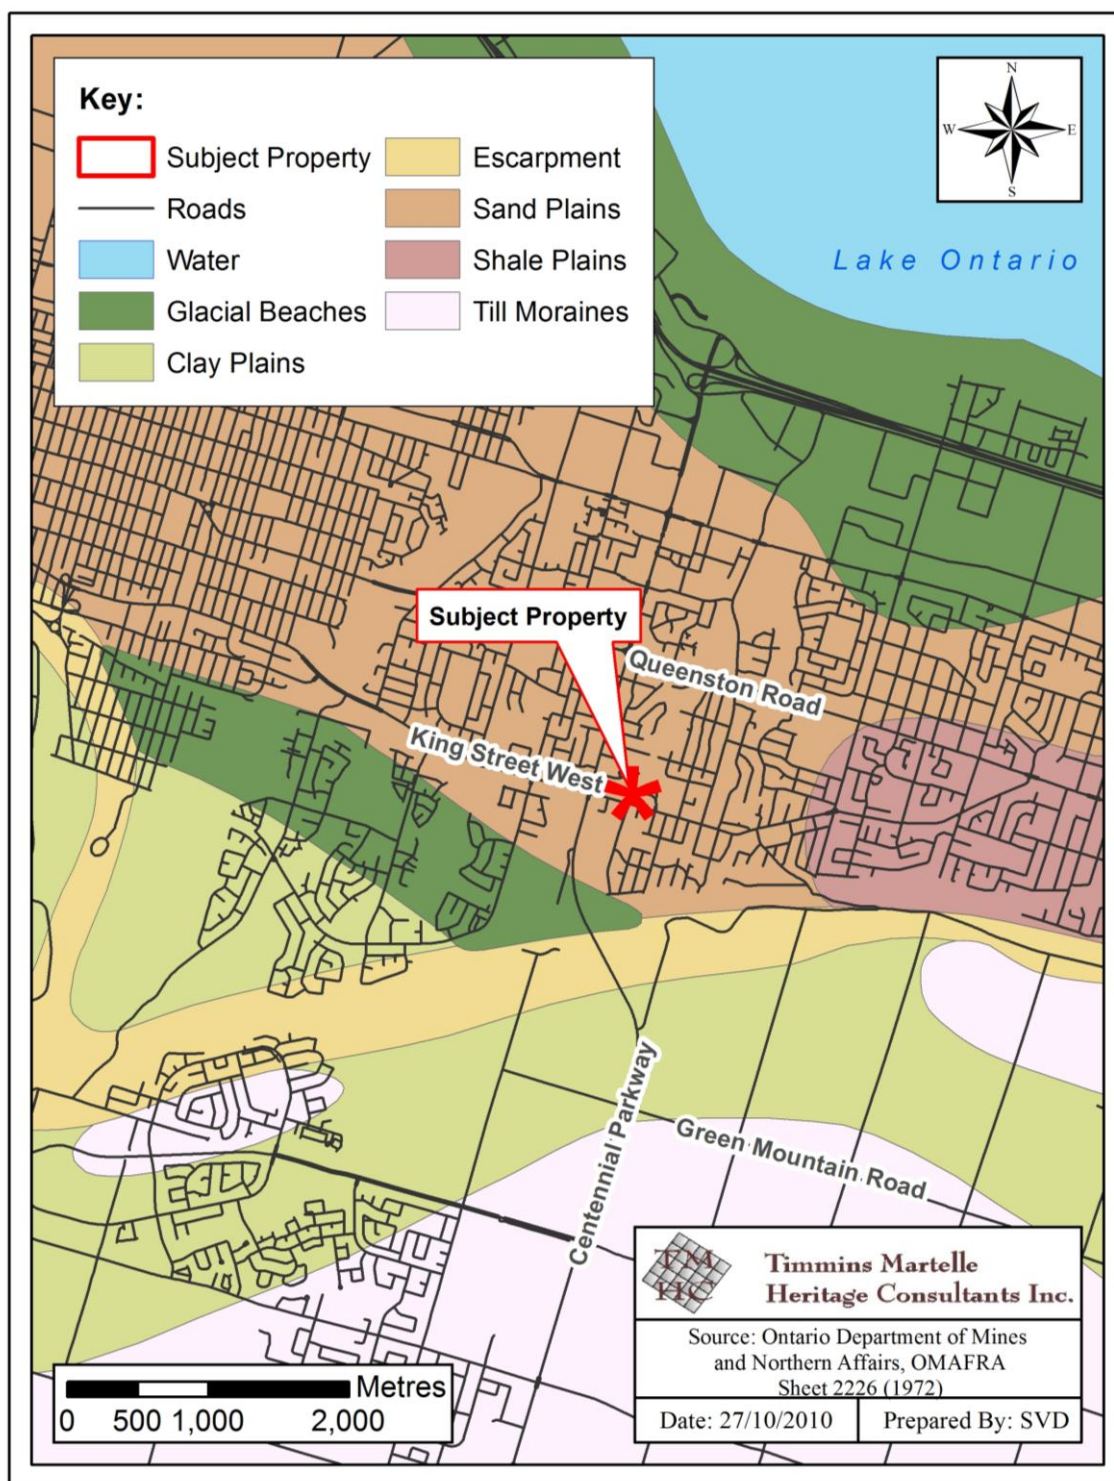 Key:
Subject Property
Roads
Water
Glacial Beaches
Clay Plains
Escarpment
Sand Plains
Shale Plains
Till Moraines
N
W
E
S
Lake Ontario
Subject Property
Queenston Road
King Street West
Centennial Parkway
Green Mountain Road
TM
HC
Timmins Martelle
Heritage Consultants Inc.
Source: Ontario Department of Mines
and Northern Affairs, OMAFRA
Sheet 2226 (1972)
Date: 27/10/2010
Prepared By: SVD
Metres
0 500 1,000 2,000